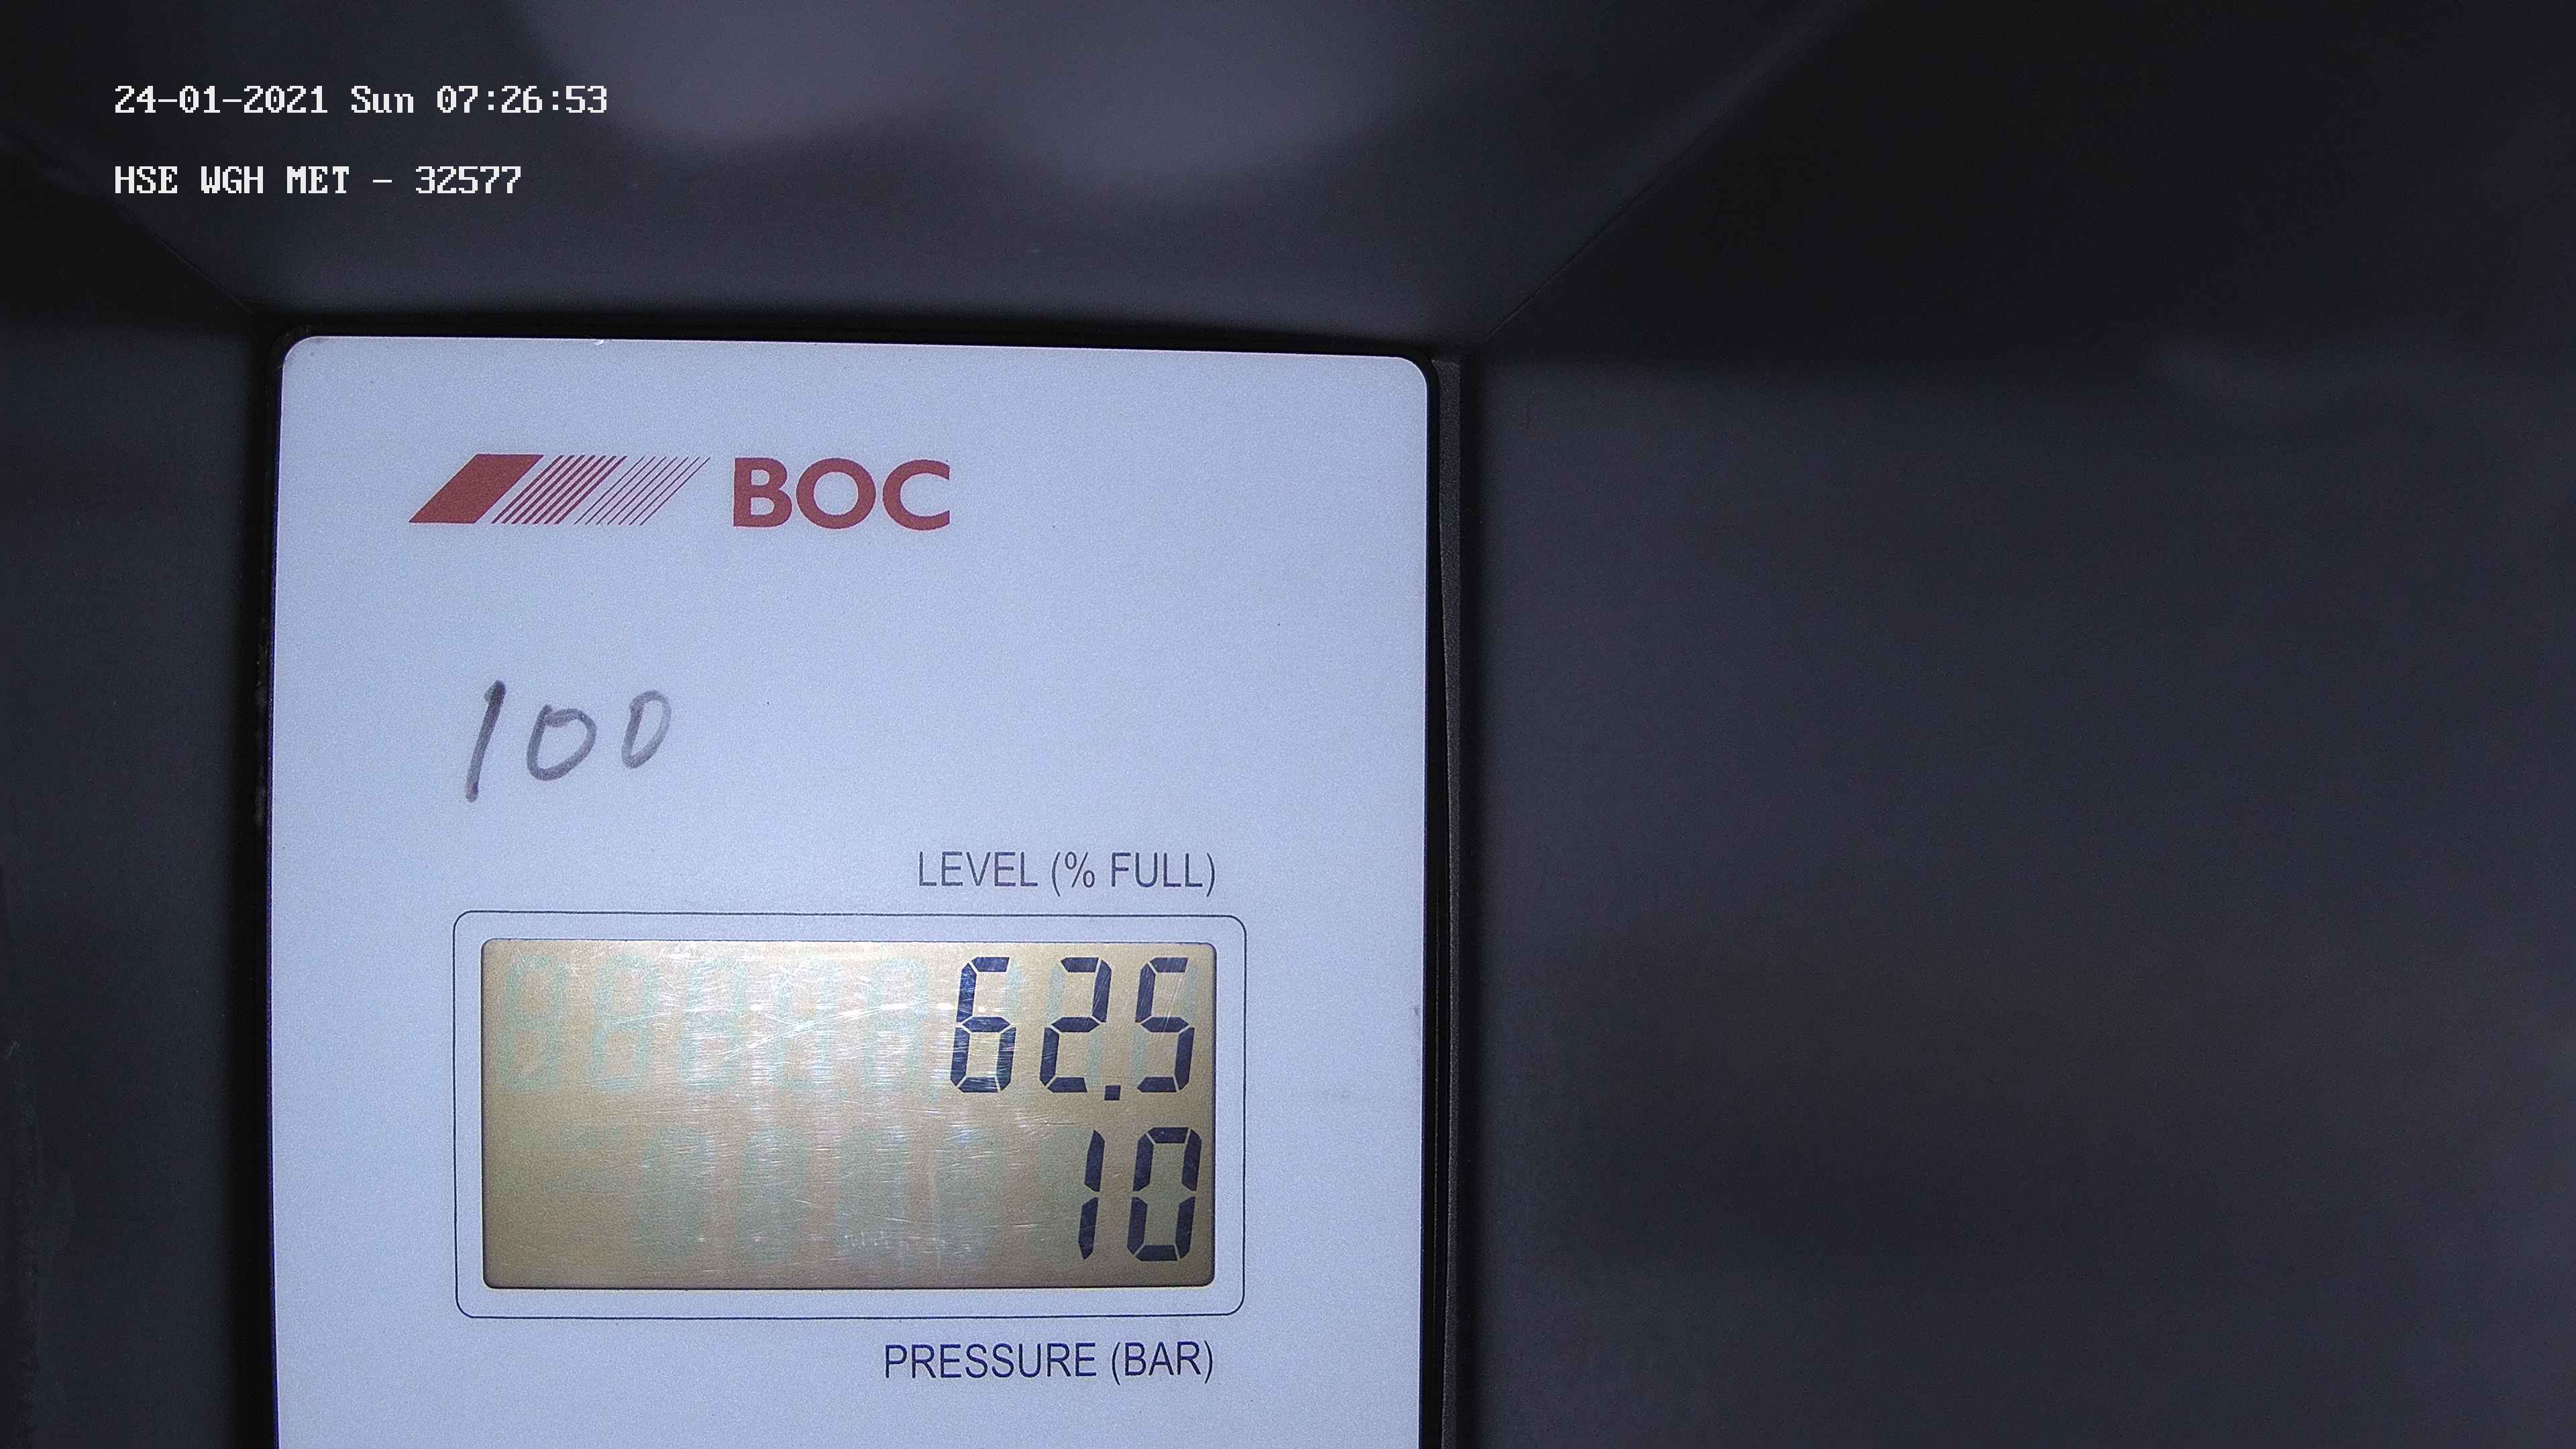 24-01-2021 Sun 07:26:53
HSE WGH MET - 32577
BOC
100
LEVEL (% FULL)
62.5
10
PRESSURE (BAR)